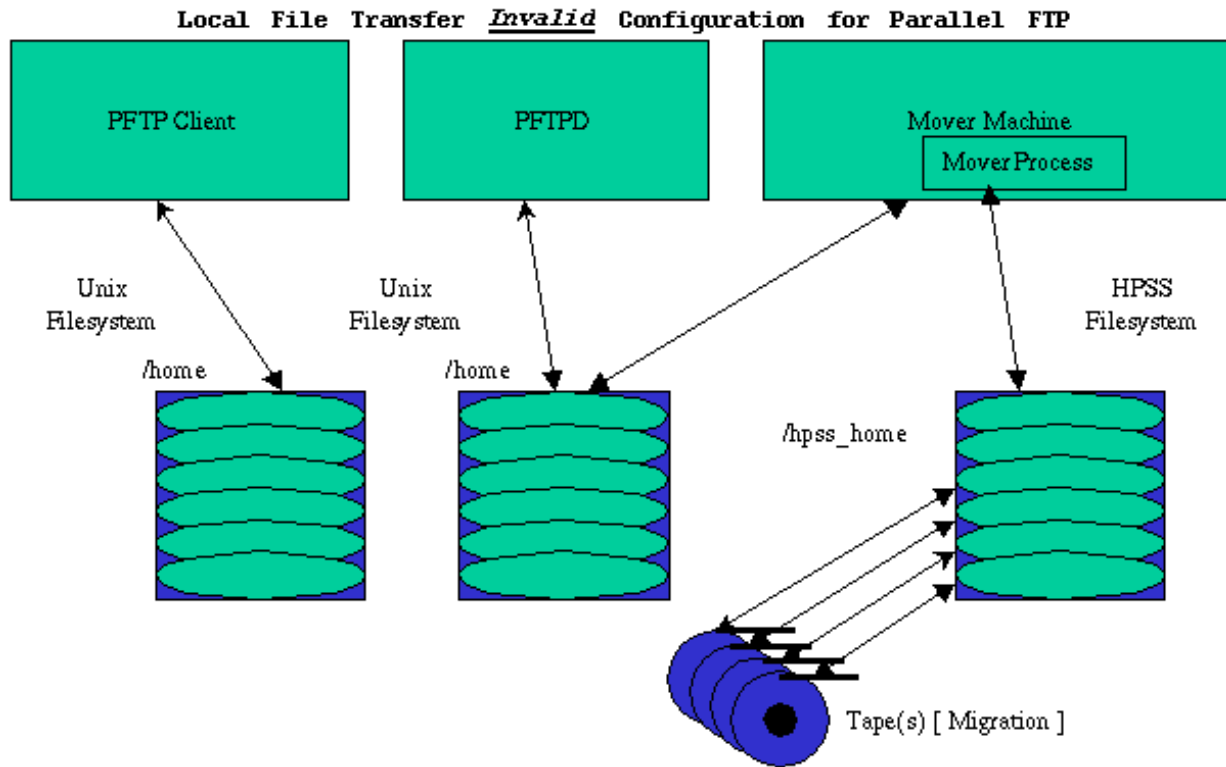 Local File Transfer Invalid Configuration for Parallel FTP
PFTP Client
PFTPD
Mover Machine
Mover Process
Unix
Filesystem
Unix
Filesystem
HPSS
Filesystem
/home
/home
/hpss_home
Tape(s) [ Migration ]